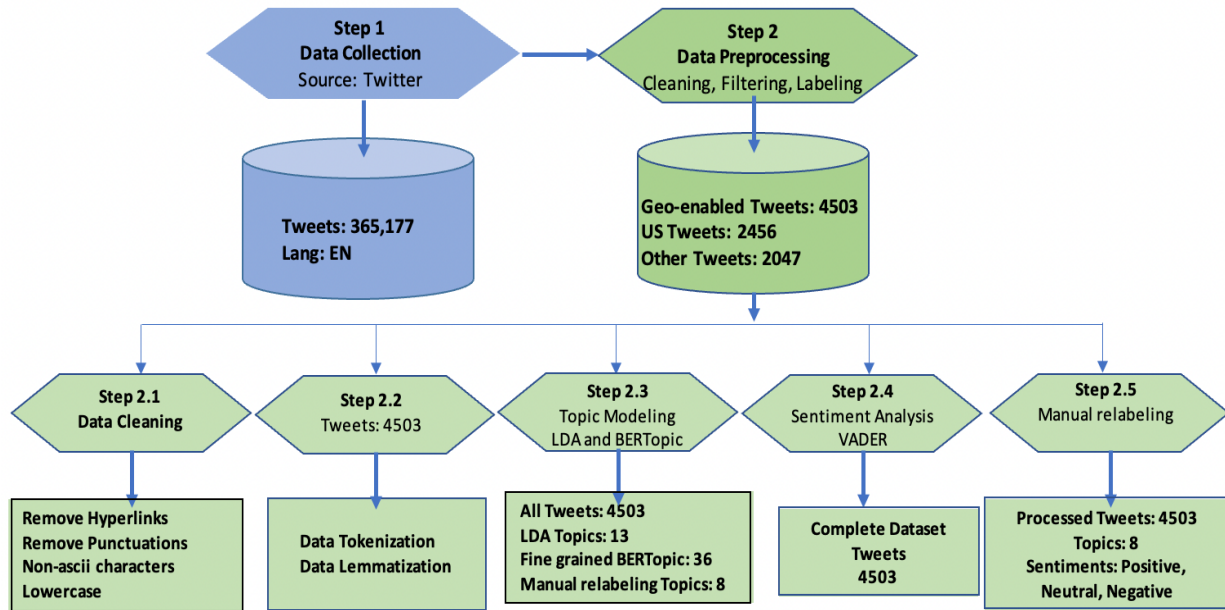 Step 1
Data Collection
Source: Twitter
Step 2
Data Preprocessing
Cleaning, Filtering, Labeling
Tweets: 365,177
Lang: EN
Geo-enabled Tweets: 4503
US Tweets: 2456
Other Tweets: 2047
Step 2.1
Data Cleaning
Step 2.2
Tweets: 4503
Step 2.3
Topic Modeling
LDA and BERTopic
Step 2.4
Sentiment Analysis
VADER
Step 2.5
Manual relabeling
Remove Hyperlinks
Remove Punctuations
Non-ascii characters
Lowercase
Data Tokenization
Data Lemmatization
All Tweets: 4503
LDA Topics: 13
Fine grained BERTopic: 36
Manual relabeling Topics: 8
Complete Dataset
Tweets
4503
Processed Tweets: 4503
Topics: 8
Sentiments: Positive,
Neutral, Negative